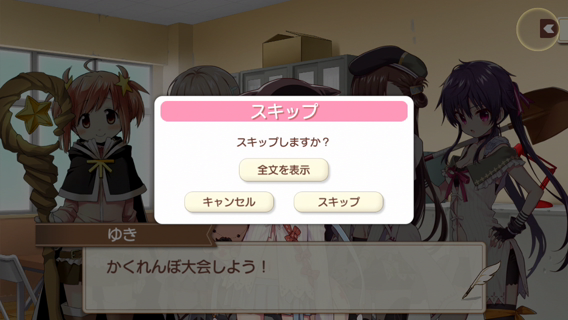 スキップ
スキップしますか？
全文を表示
キャンセル スキップ
ゆき
かくれんぼ大会しよう！